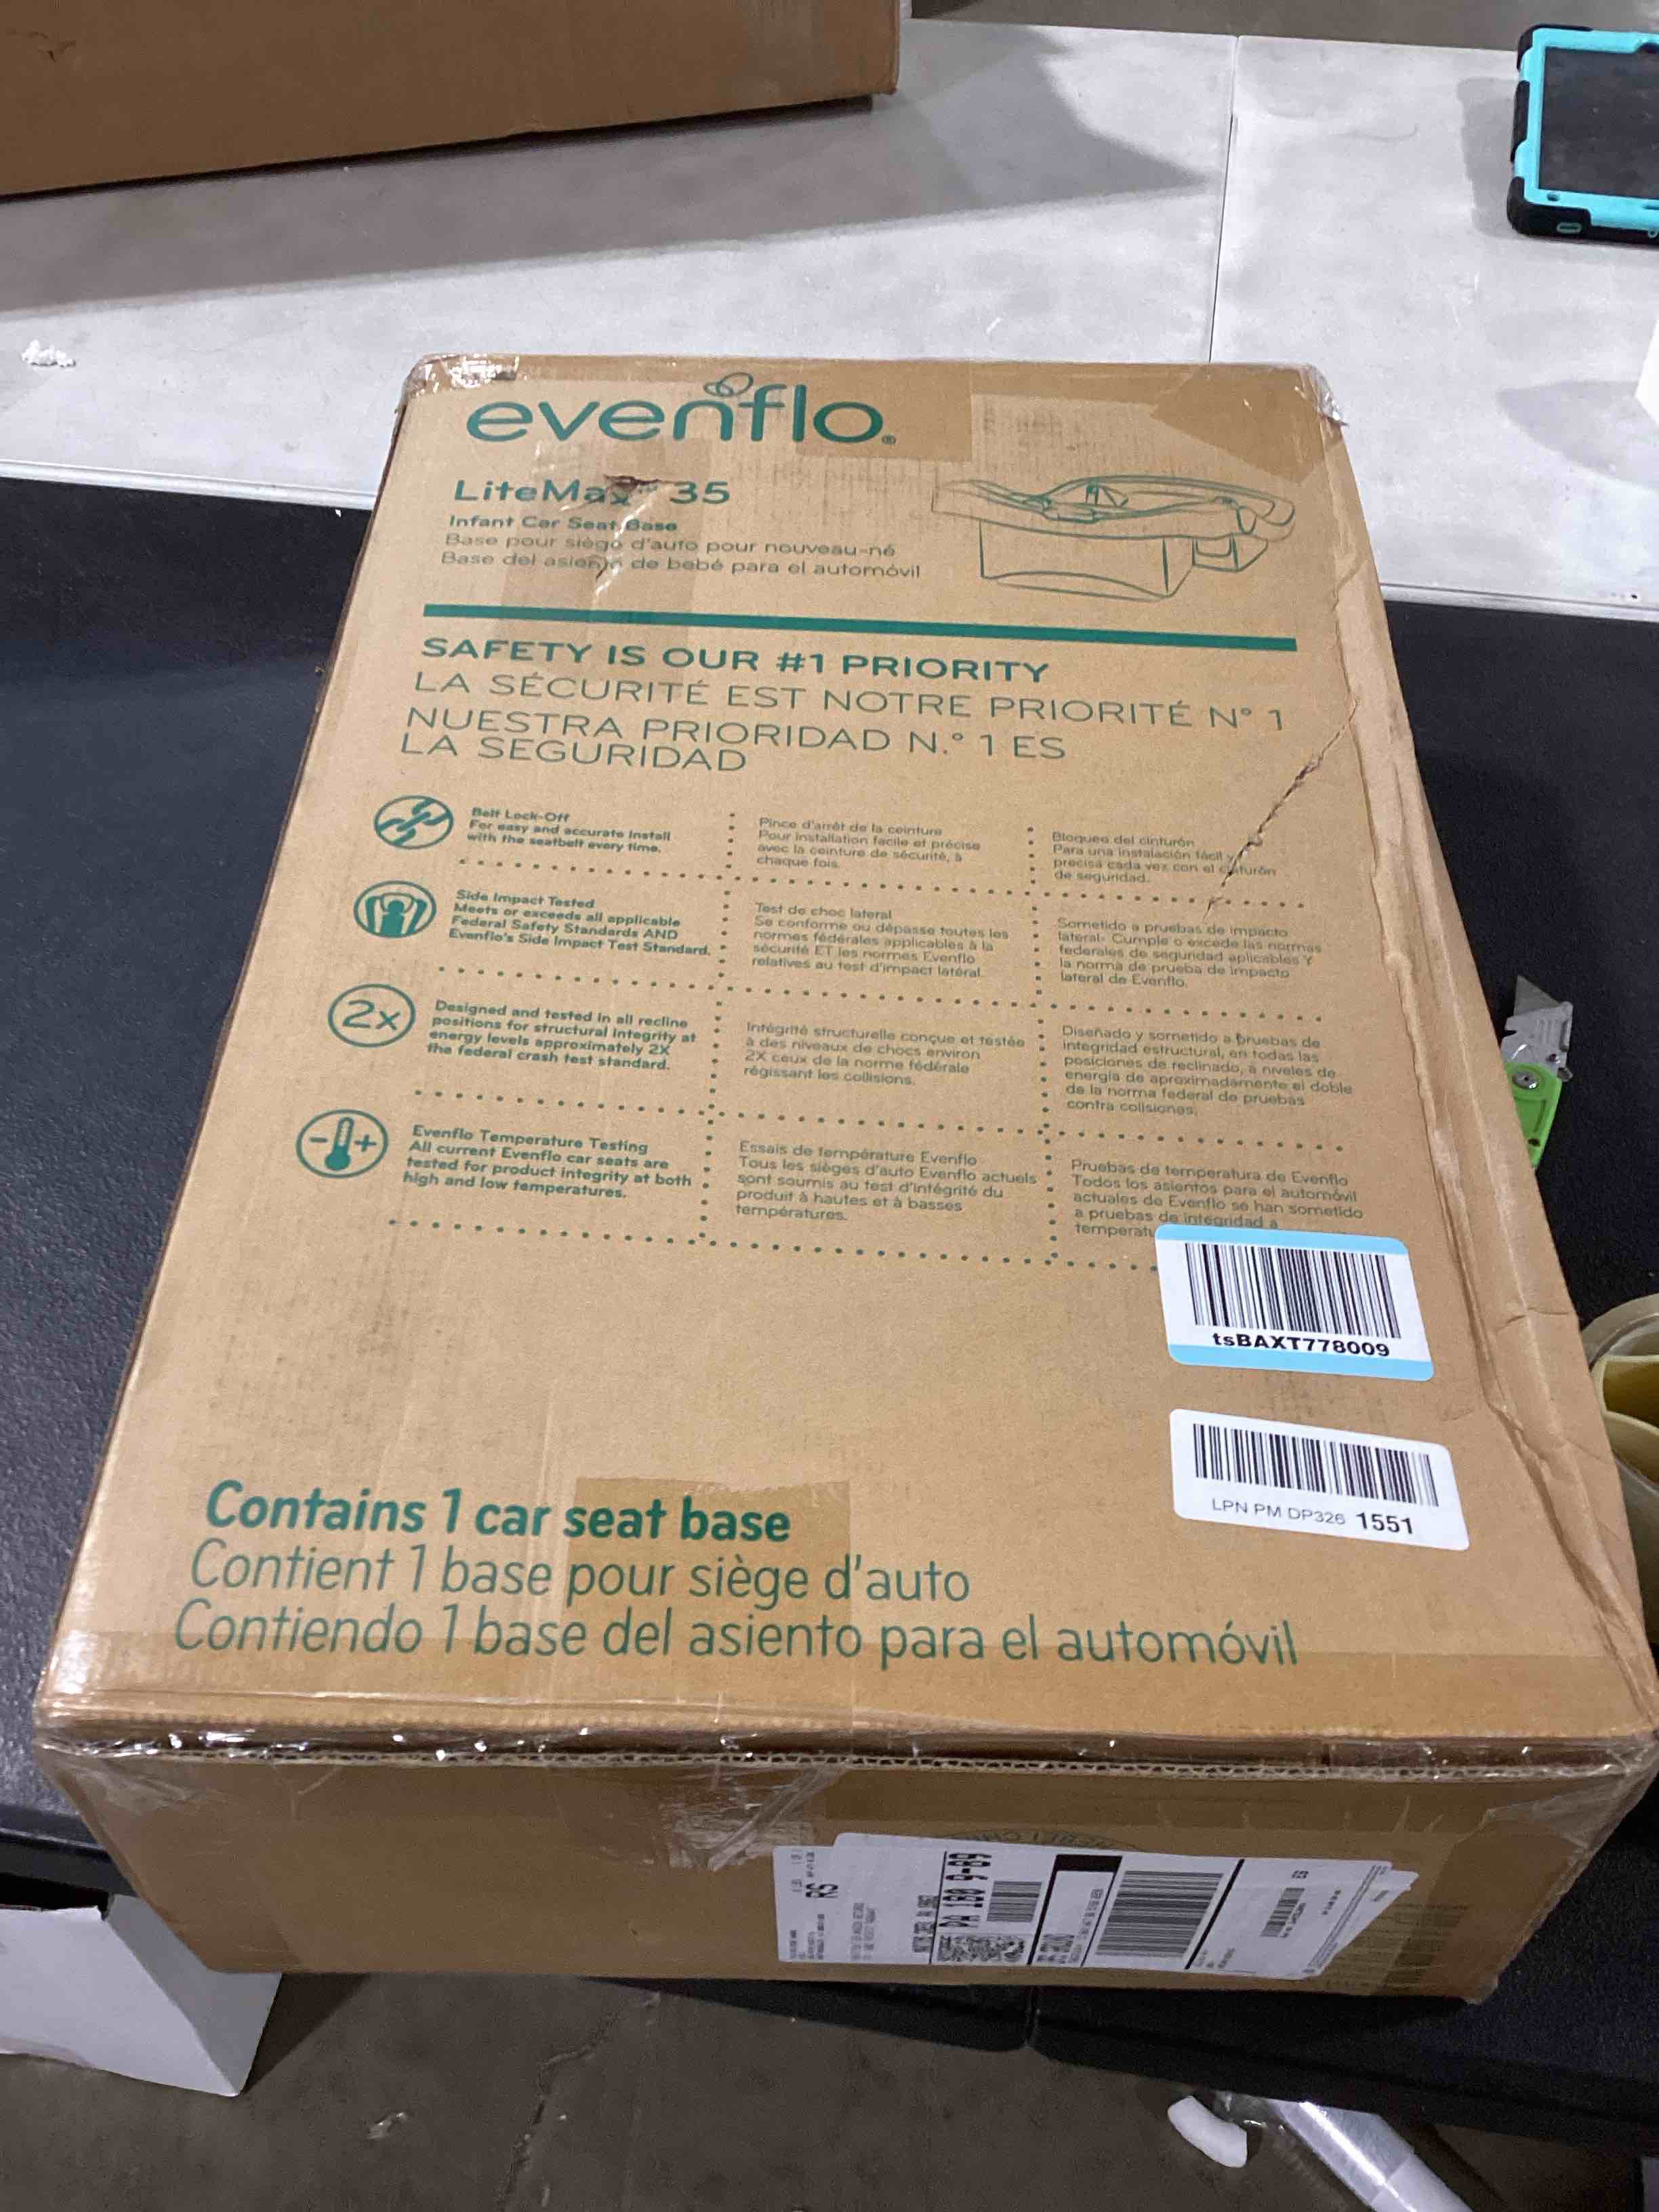 evenflo®
LiteMax™ 35
Infant Car Seat Base
Base pour siège d'auto pour nouveau-né
Base del asiento de bebé para el automóvil
SAFETY IS OUR #1 PRIORITY
LA SÉCURITÉ EST NOTRE PRIORITÉ N° 1
NUESTRA PRIORIDAD N.° 1 ES
LA SEGURIDAD
Belt Lock-Off
For easy and accurate install
with the seatbelt every time.
Pince d'arrêt de la ceinture
Pour installation facile et précise
avec la ceinture de sécurité, à
chaque fois.
Bloqueo del cinturón
Para una instalación fácil y
precisa cada vez con el cinturón
de seguridad.
Side Impact Tested
Meets or exceeds all applicable
Federal Safety Standards AND
Evenflo's Side Impact Test Standard.
Test de choc latéral
Se conforme ou dépasse toutes les
normes fédérales applicables à la
sécurité ET les normes Evenflo
relatives au test d'impact latéral.
Sometido a pruebas de impacto
lateral. Cumple o excede las normas
federales de seguridad aplicables Y
la norma de prueba de impacto
lateral de Evenflo.
2x
Designed and tested in all recline
positions for structural integrity at
energy levels approximately 2X
the federal crash test standard.
Intégrité structurelle conçue et testée
à des niveaux de chocs environ
2X ceux de la norme fédérale
régissant les collisions.
Diseñado y sometido a pruebas de
integridad estructural, en todas las
posiciones de reclinado, a niveles de
energía de aproximadamente el doble
de la norma federal de pruebas
contra colisiones.
Evenflo Temperature Testing
All current Evenflo car seats are
tested for product integrity at both
high and low temperatures.
Essais de température Evenflo
Tous les sièges d'auto Evenflo actuels
sont soumis au test d'intégrité du
produit à hautes et à basses
températures.
Pruebas de temperatura de Evenflo
Todos los asientos para el automóvil
actuales de Evenflo se han sometido
a pruebas de integridad a
temperatu
tsBAXT778009
LPN PM DP326 1551
Contains 1 car seat base
Contient 1 base pour siège d'auto
Contiendo 1 base del asiento para el automóvil
RS
PA 180 9-89